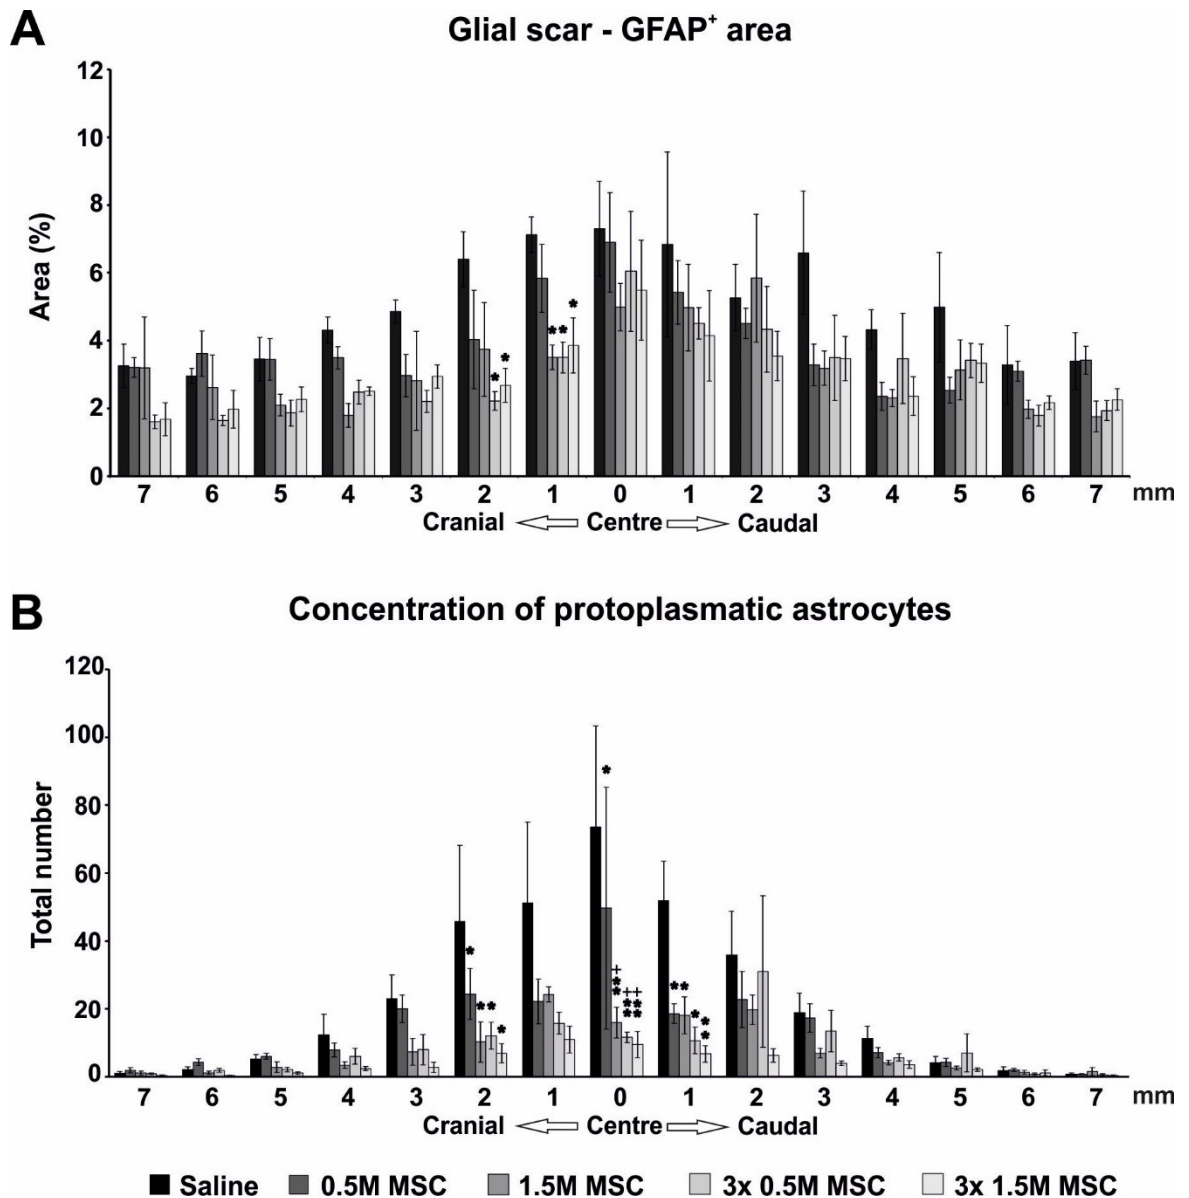 A
Glial scar - GFAP+ area
12
10
8
6
4
2
0
Area (%)
* * *
* *
7 6 5 4 3 2 1 0 1 2 3 4 5 6 7 mm
Cranial Centre Caudal
B
Concentration of protoplasmatic astrocytes
120
100
80
60
40
20
0
Total number
*
*
+ ++
** ** **
* * * * * * **
7 6 5 4 3 2 1 0 1 2 3 4 5 6 7 mm
Cranial Centre Caudal
Saline 0.5M MSC 1.5M MSC 3x 0.5M MSC 3x 1.5M MSC